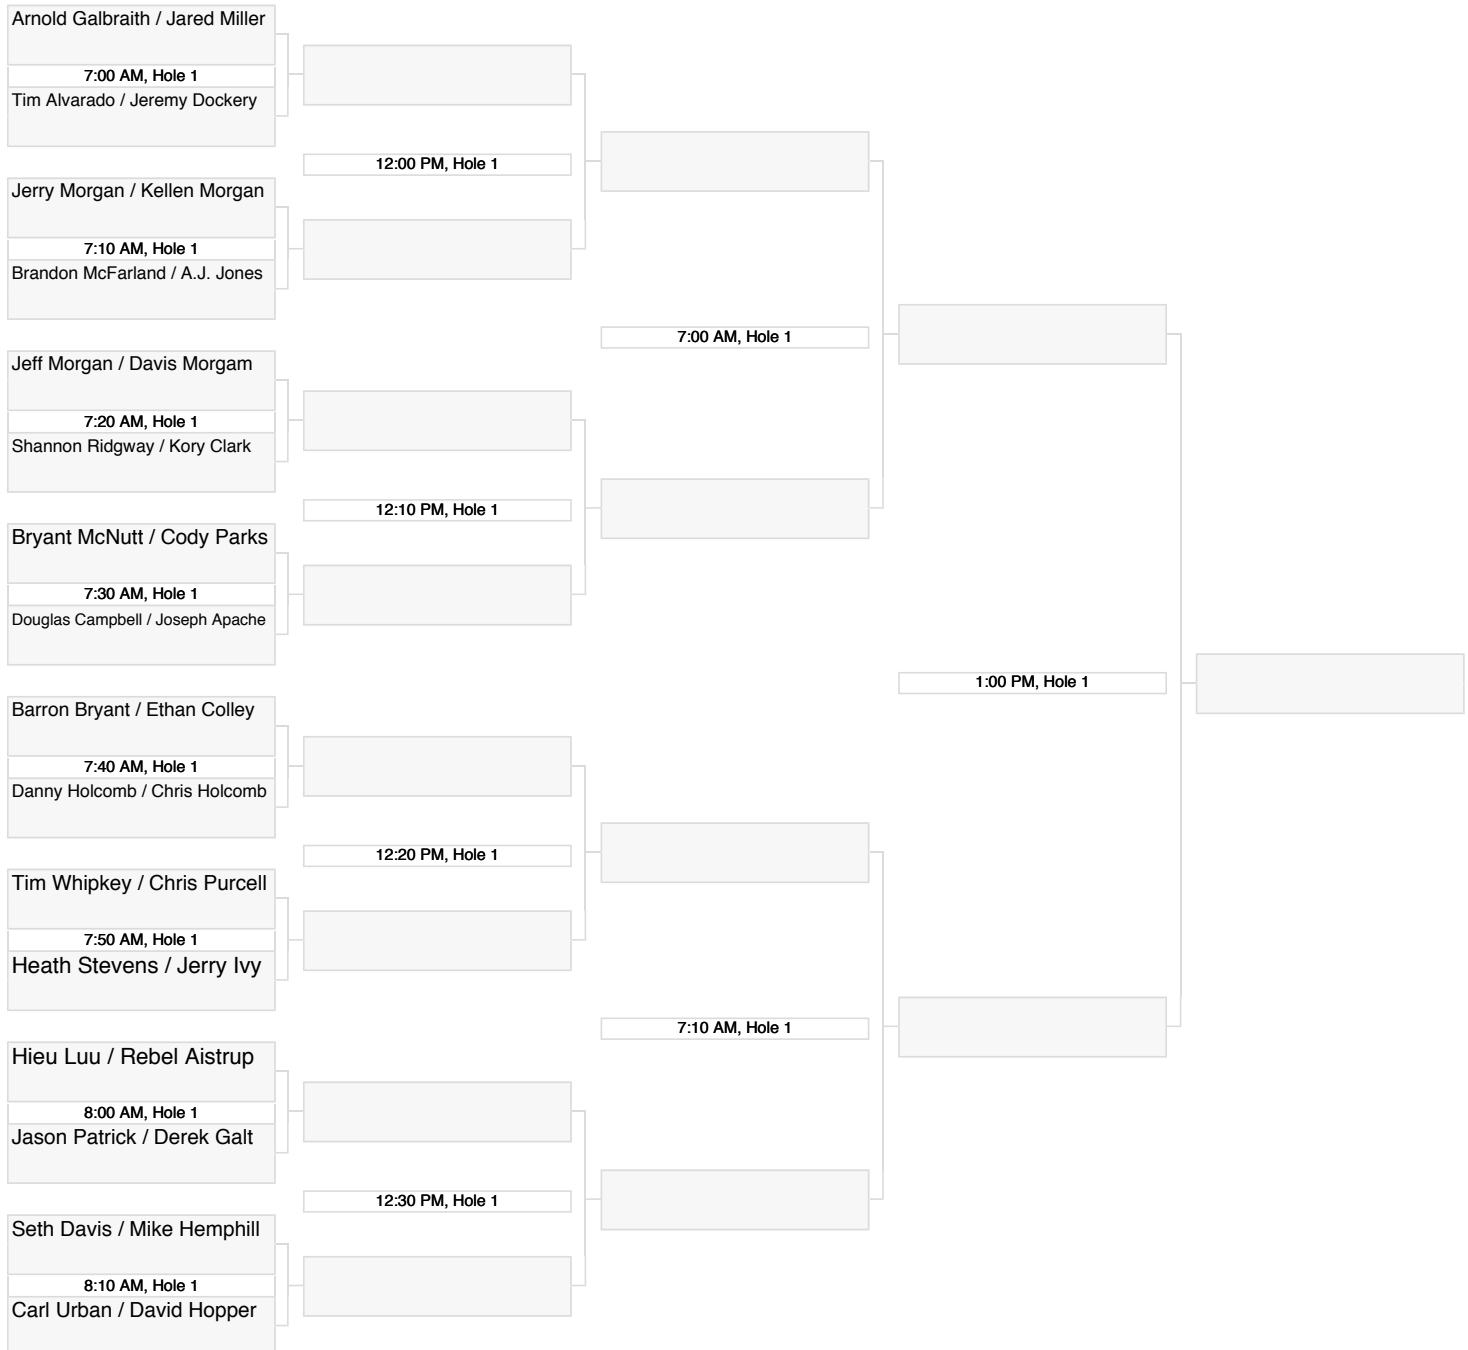 Arnold Galbraith / Jared Miller
7:00 AM, Hole 1
Tim Alvarado / Jeremy Dockery
12:00 PM, Hole 1
Jerry Morgan / Kellen Morgan
7:10 AM, Hole 1
Brandon McFarland / A.J. Jones
7:00 AM, Hole 1
Jeff Morgan / Davis Morgam
7:20 AM, Hole 1
Shannon Ridgway / Kory Clark
12:10 PM, Hole 1
Bryant McNutt / Cody Parks
7:30 AM, Hole 1
Douglas Campbell / Joseph Apache
1:00 PM, Hole 1
Barron Bryant / Ethan Colley
7:40 AM, Hole 1
Danny Holcomb / Chris Holcomb
12:20 PM, Hole 1
Tim Whipkey / Chris Purcell
7:50 AM, Hole 1
Heath Stevens / Jerry Ivy
7:10 AM, Hole 1
Hieu Luu / Rebel Aistrup
8:00 AM, Hole 1
Jason Patrick / Derek Galt
12:30 PM, Hole 1
Seth Davis / Mike Hemphill
8:10 AM, Hole 1
Carl Urban / David Hopper